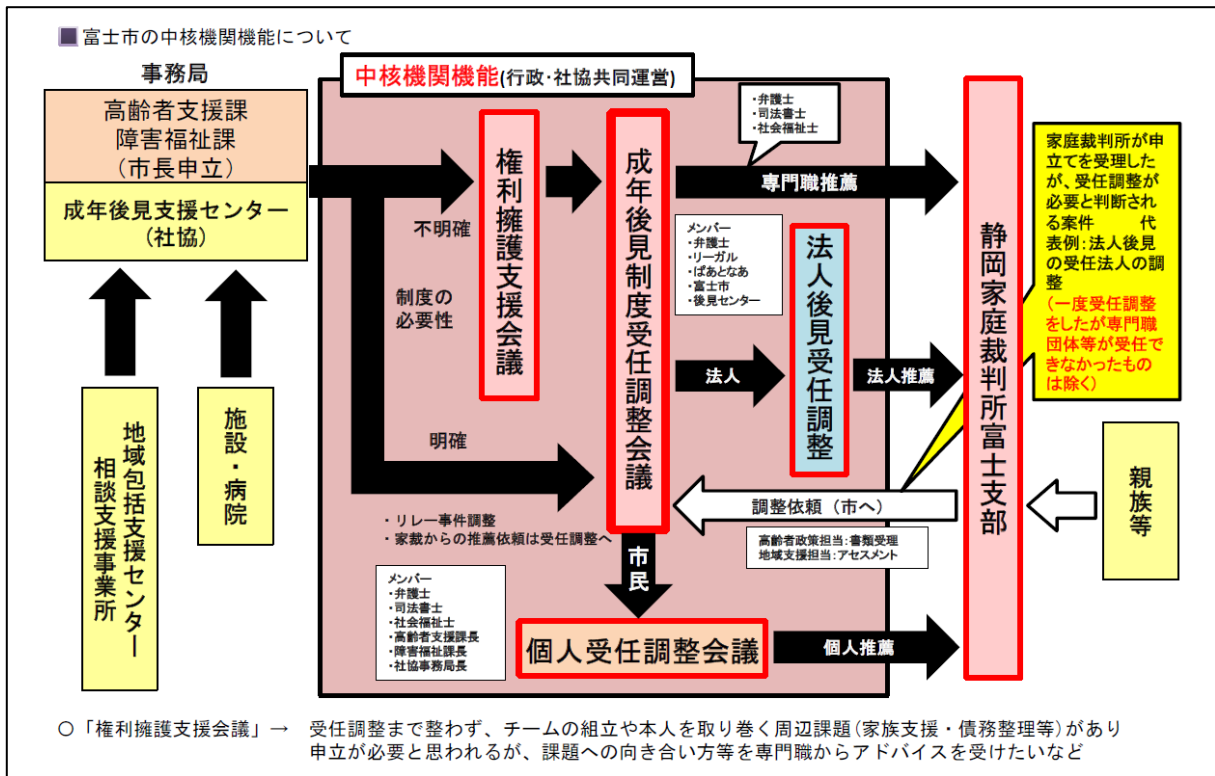 ■富士市の中核機関機能について
事務局
高齢者支援課
障害福祉課
(市長申立)
成年後見支援センター
(社協)
地域包括支援センター
相談支援事業所
施設・病院
中核機関機能(行政・社協共同運営)
不明確
制度の
必要性
明確
権利擁護支援会議
成年後見制度受任調整会議
・弁護士
・司法書士
・社会福祉士
専門職推薦
メンバー
・弁護士
・リーガル
・ぱあとなあ
・富士市
・後見センター
法人
法人後見受任調整
法人推薦
調整依頼(市へ)
高齢者政策担当:書類受理
地域支援担当:アセスメント
・リレー事件調整
・家裁からの推薦依頼は受任調整へ
市民
メンバー
・弁護士
・司法書士
・社会福祉士
・高齢者支援課長
・障害福祉課長
・社協事務局長
個人受任調整会議
個人推薦
静岡家庭裁判所富士支部
家庭裁判所が申
立てを受理した
が、受任調整が
必要と判断され
る案件 代
表例:法人後見
の受任法人の調
整
(一度受任調整
をしたが専門職
団体等が受任で
きなかったもの
は除く)
親族等
○「権利擁護支援会議」→ 受任調整まで整わず、チームの組立や本人を取り巻く周辺課題(家族支援・債務整理等)があり
申立が必要と思われるが、課題への向き合い方等を専門職からアドバイスを受けたいなど